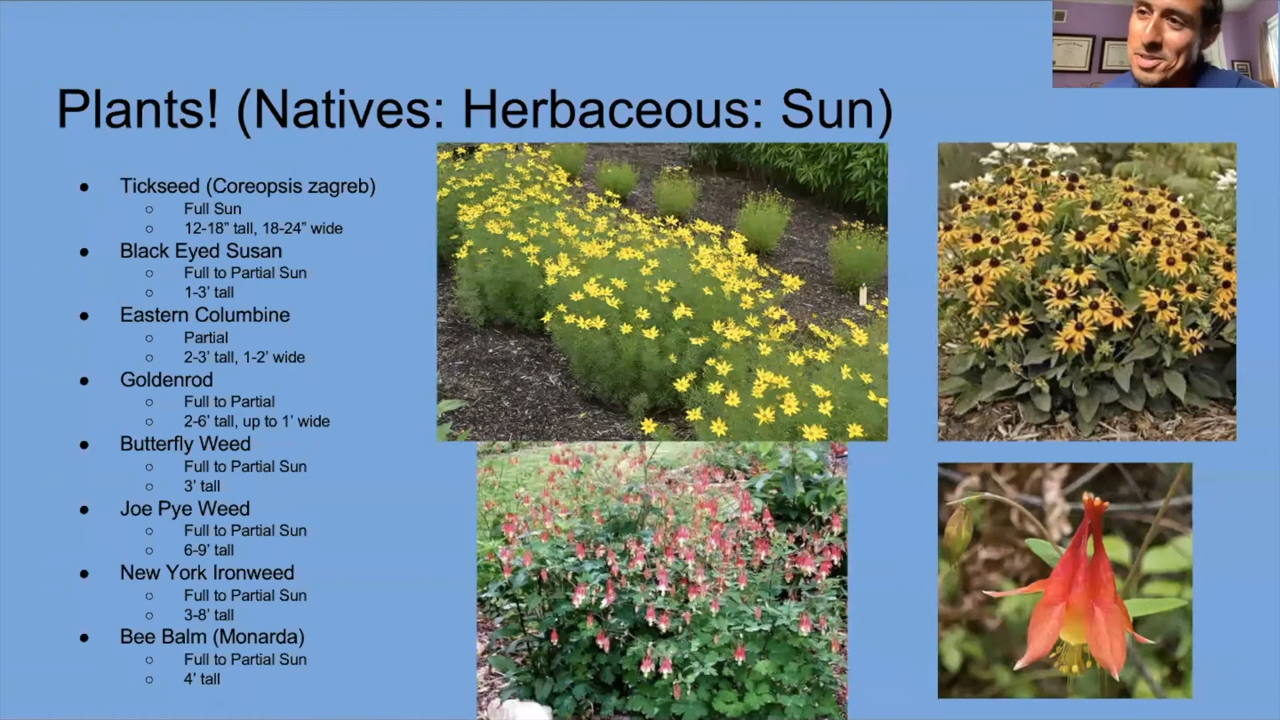 Plants! (Natives: Herbaceous: Sun)
● Tickseed (Coreopsis zagreb)
○ Full Sun
○ 12-18” tall, 18-24” wide
● Black Eyed Susan
○ Full to Partial Sun
○ 1-3’ tall
● Eastern Columbine
○ Partial
○ 2-3’ tall, 1-2’ wide
● Goldenrod
○ Full to Partial
○ 2-6’ tall, up to 1’ wide
● Butterfly Weed
○ Full to Partial Sun
○ 3’ tall
● Joe Pye Weed
○ Full to Partial Sun
○ 6-9’ tall
● New York Ironweed
○ Full to Partial Sun
○ 3-8’ tall
● Bee Balm (Monarda)
○ Full to Partial Sun
○ 4’ tall